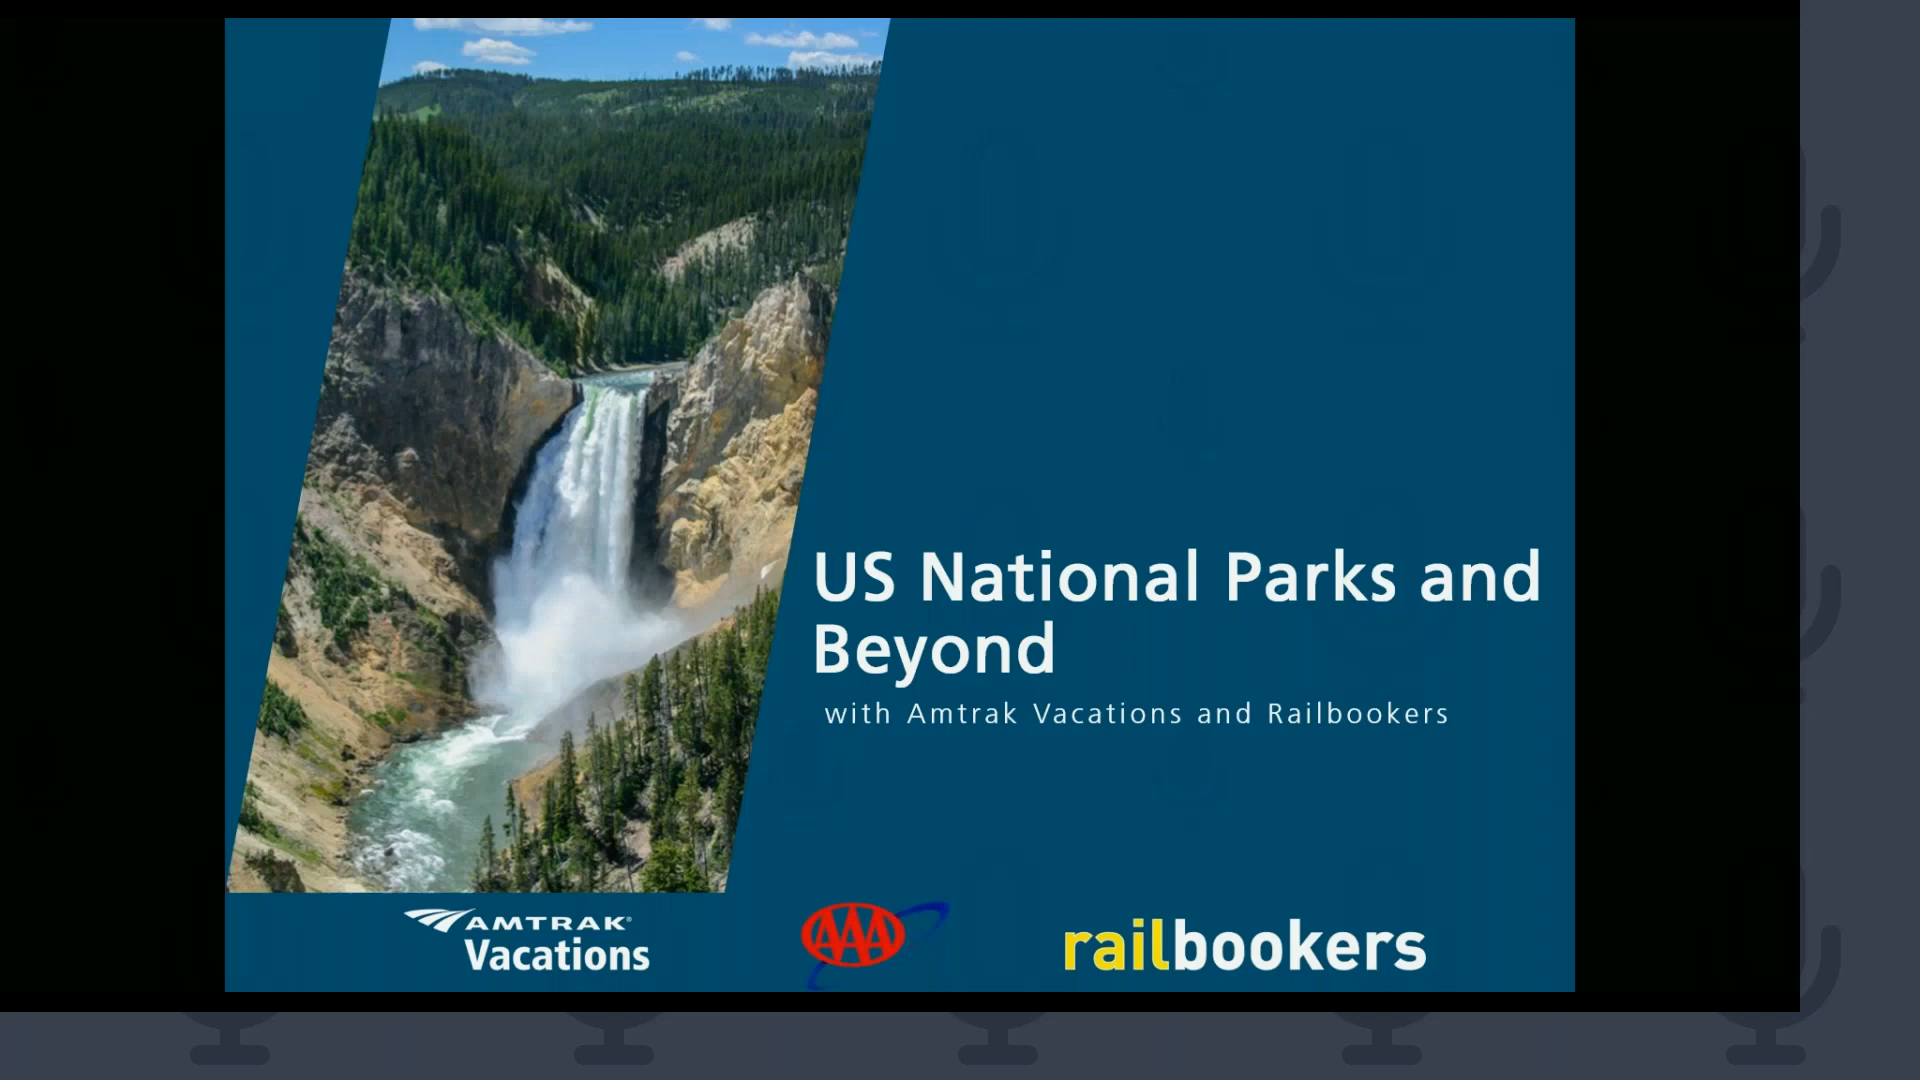 US National Parks and
Beyond
with Amtrak Vacations and Railbookers
AMTRAK®
Vacations
AAA
railbookers